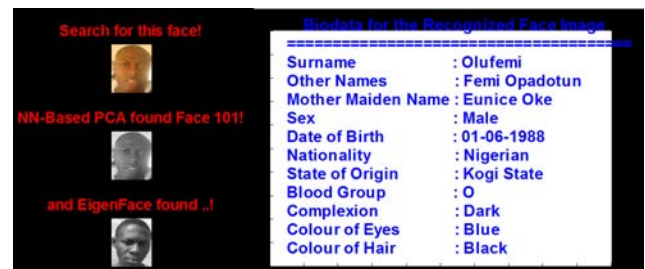 Search for this face!
NN-Based PCA found Face 101!
and EigenFace found ..!
Biodata for the Recognized Face Image
=====================================
Surname : Olufemi
Other Names : Femi Opadotun
Mother Maiden Name : Eunice Oke
Sex : Male
Date of Birth : 01-06-1988
Nationality : Nigerian
State of Origin : Kogi State
Blood Group : O
Complexion : Dark
Colour of Eyes : Blue
Colour of Hair : Black